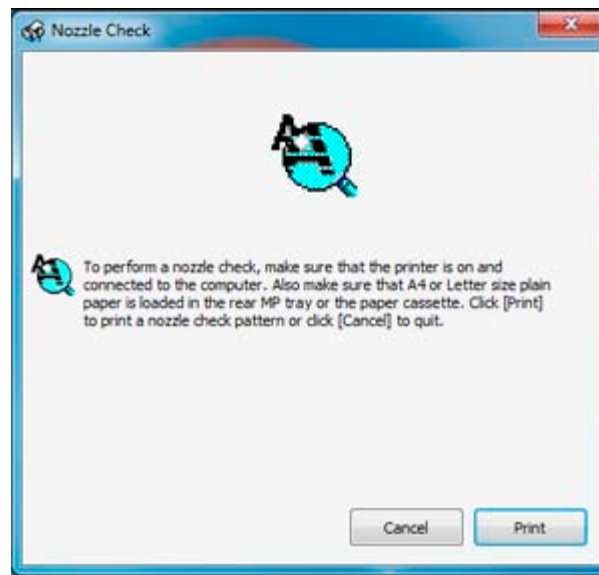 Nozzle Check
To perform a nozzle check, make sure that the printer is on and
connected to the computer. Also make sure that A4 or Letter size plain
paper is loaded in the rear MP tray or the paper cassette. Click [Print]
to print a nozzle check pattern or click [Cancel] to quit.
Cancel Print